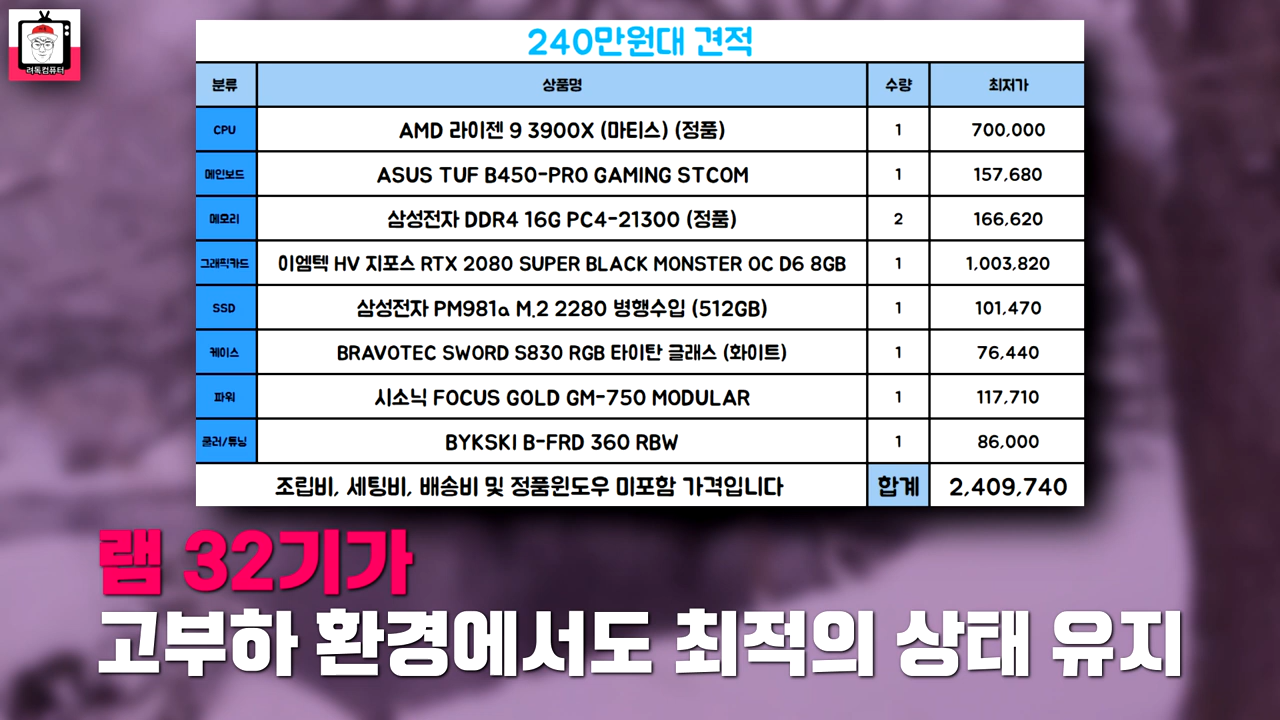 려독컴퓨터
240만원대 견적
분류 상품명 수량 최저가
CPU AMD 라이젠 9 3900X (마티스) (정품) 1 700,000
메인보드 ASUS TUF B450-PRO GAMING STCOM 1 157,680
메모리 삼성전자 DDR4 16G PC4-21300 (정품) 2 166,620
그래픽카드 이엠텍 HV 지포스 RTX 2080 SUPER BLACK MONSTER OC D6 8GB 1 1,003,820
SSD 삼성전자 PM981a M.2 2280 병행수입 (512GB) 1 101,470
케이스 BRAVOTEC SWORD S830 RGB 타이탄 글래스 (화이트) 1 76,440
파워 시소닉 FOCUS GOLD GM-750 MODULAR 1 117,710
쿨러/튜닝 BYKSKI B-FRD 360 RBW 1 86,000
조립비, 세팅비, 배송비 및 정품윈도우 미포함 가격입니다 합계 2,409,740
램 32기가
고부하 환경에서도 최적의 상태 유지